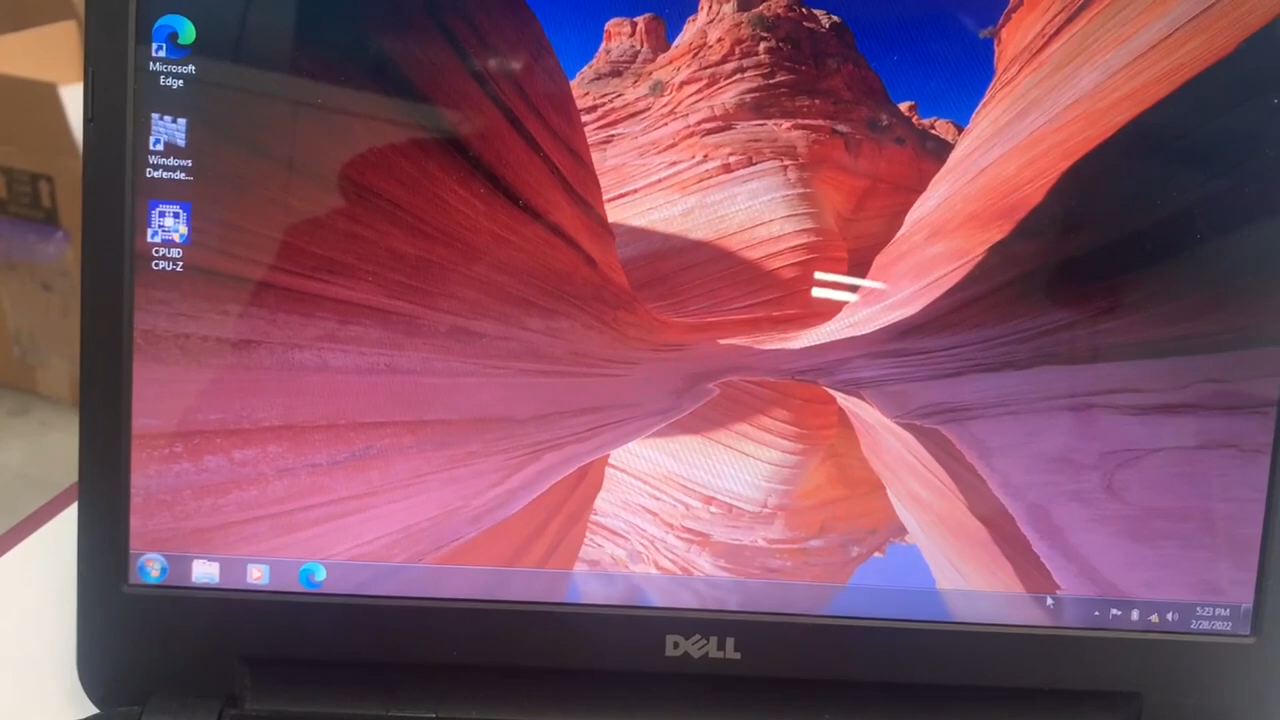 Microsoft
Edge
Windows
Defende...
CPUID
CPU-Z
5:23 PM
2/28/2022
DELL